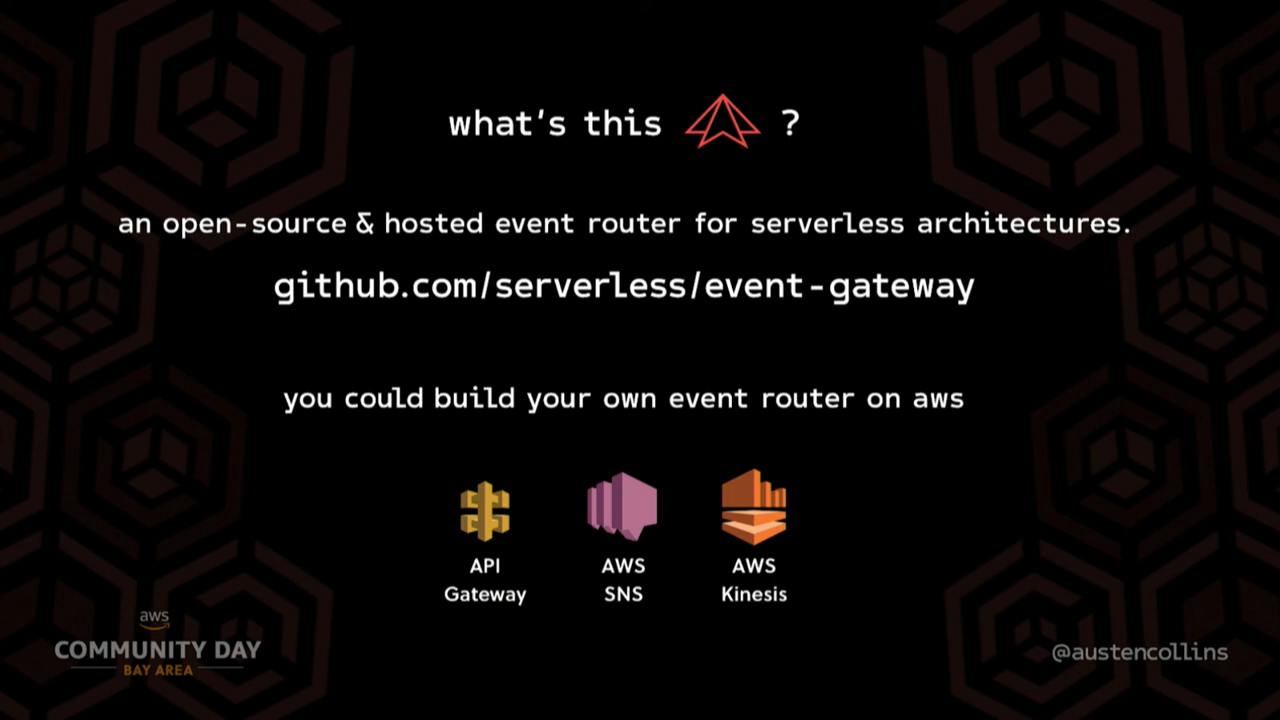 what's this ?
an open-source & hosted event router for serverless architectures.
github.com/serverless/event-gateway
you could build your own event router on aws
API Gateway
AWS SNS
AWS Kinesis
aws
COMMUNITY DAY
BAY AREA
@austencollins